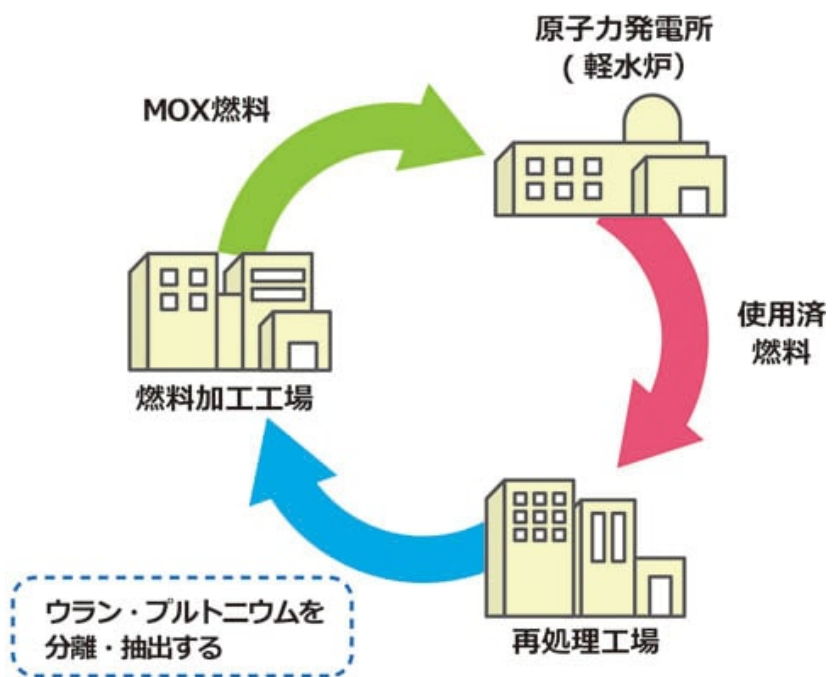 原子力発電所
( 軽水炉）
MOX燃料
使用済
燃料
燃料加工工場
ウラン・プルトニウムを
分離・抽出する
再処理工場